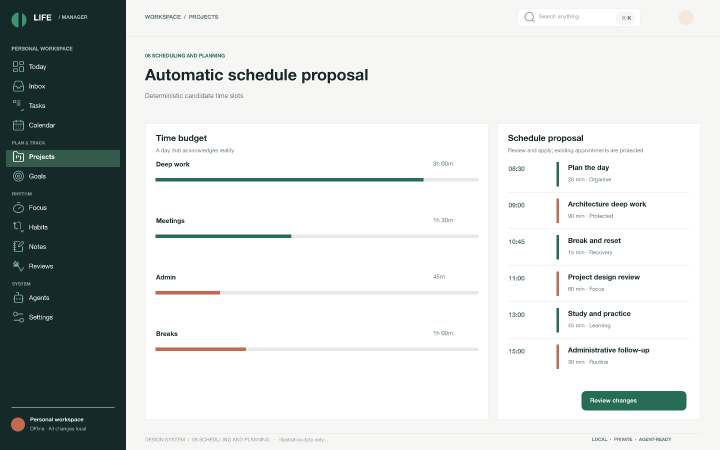 LIFE / MANAGER
PERSONAL WORKSPACE
Today
Inbox
Tasks
Calendar
PLAN & TRACK
Projects
Goals
RHYTHM
Focus
Habits
Notes
Reviews
SYSTEM
Agents
Settings
Personal workspace
Offline · All changes local
WORKSPACE / PROJECTS
Search anything...
⌘ K
08 SCHEDULING AND PLANNING
Automatic schedule proposal
Deterministic candidate time slots
Time budget
A day that acknowledges reality
Deep work 3h 00m
Meetings 1h 30m
Admin 45m
Breaks 1h 00m
Schedule proposal
Review and apply; existing appointments are protected
08:30 Plan the day
20 min · Organise
09:00 Architecture deep work
90 min · Protected
10:45 Break and reset
15 min · Recovery
11:00 Project design review
60 min · Focus
13:00 Study and practice
45 min · Learning
15:00 Administrative follow-up
30 min · Routine
Review changes
DESIGN SYSTEM / 08 SCHEDULING AND PLANNING · Illustrative data only
LOCAL · PRIVATE · AGENT-READY